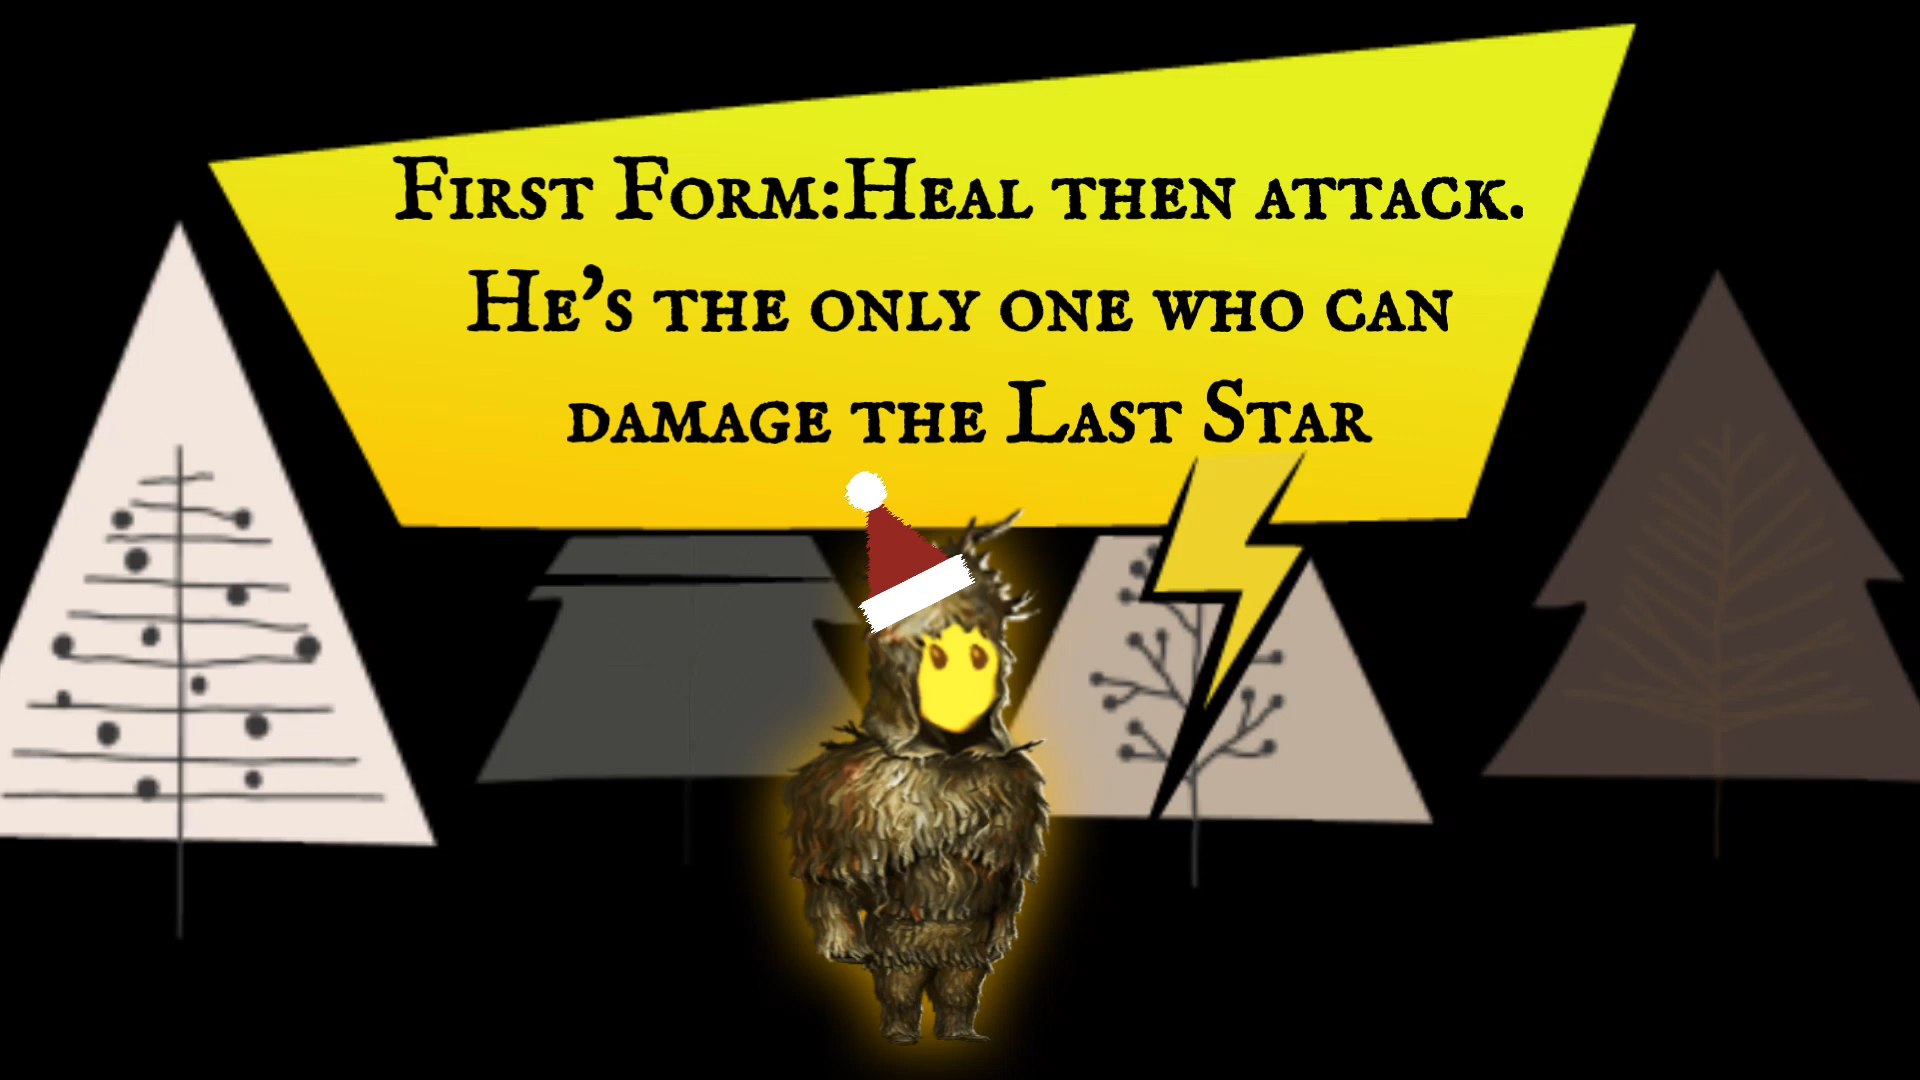 First Form:Heal then attack.
He's the only one who can
damage the Last Star